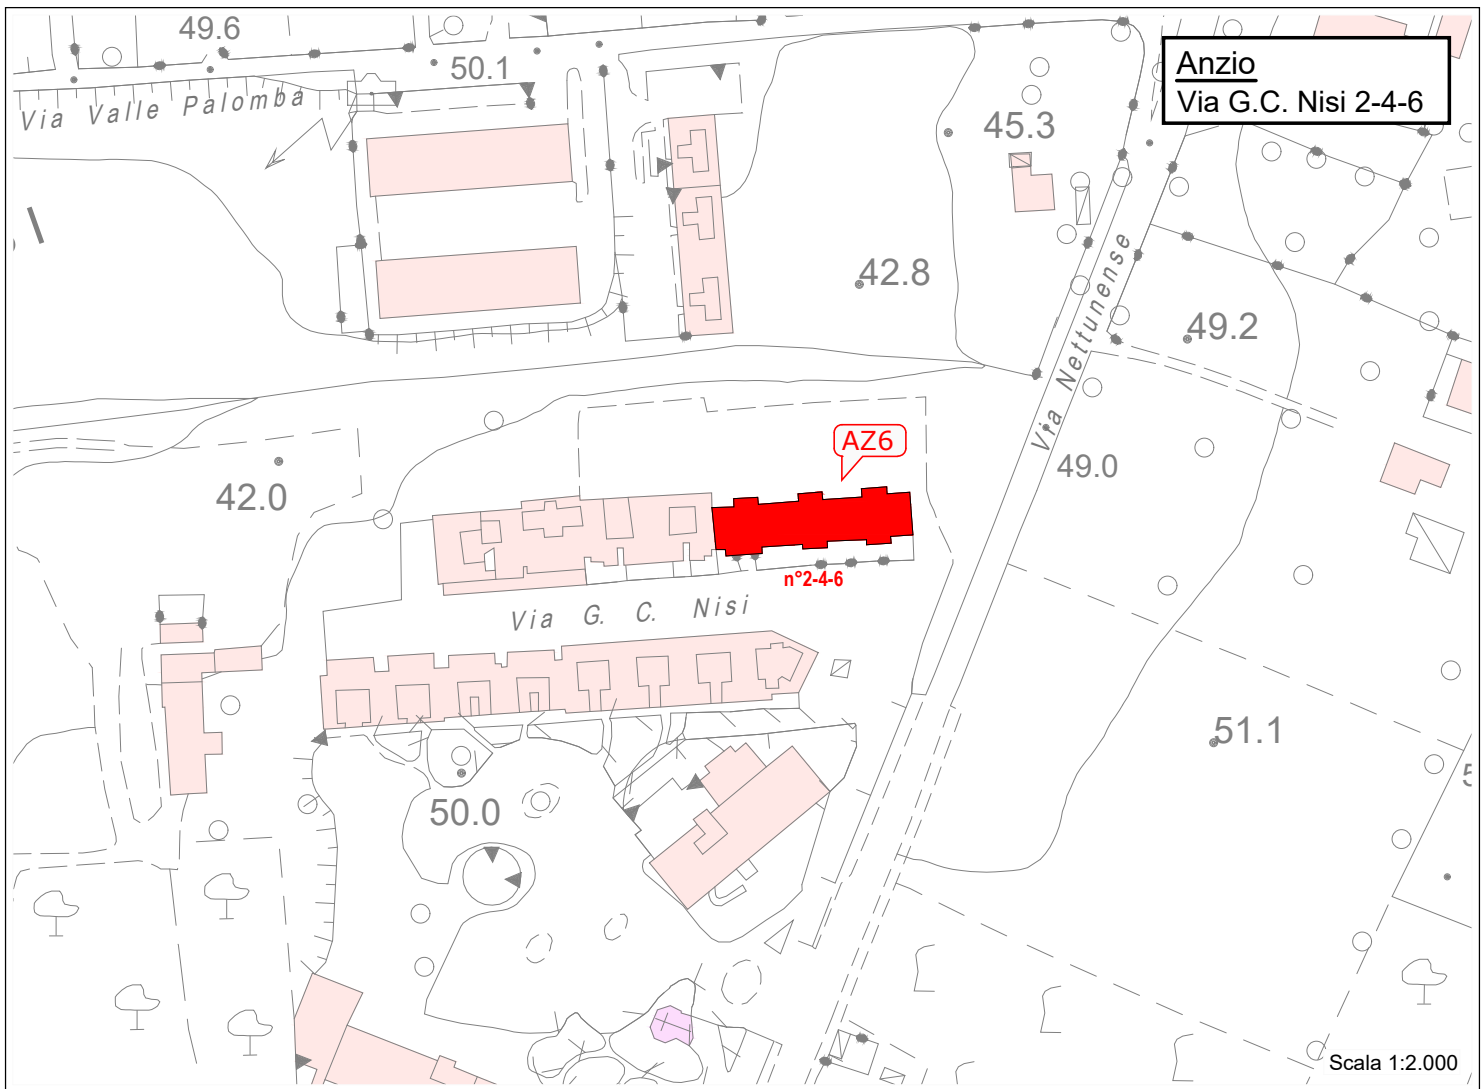 49.6
50.1
Via Valle Palomba
Anzio
Via G.C. Nisi 2-4-6
45.3
42.8
Via Nettunense
49.2
AZ6
49.0
42.0
n°2-4-6
Via G. C. Nisi
51.1
50.0
Scala 1:2.000